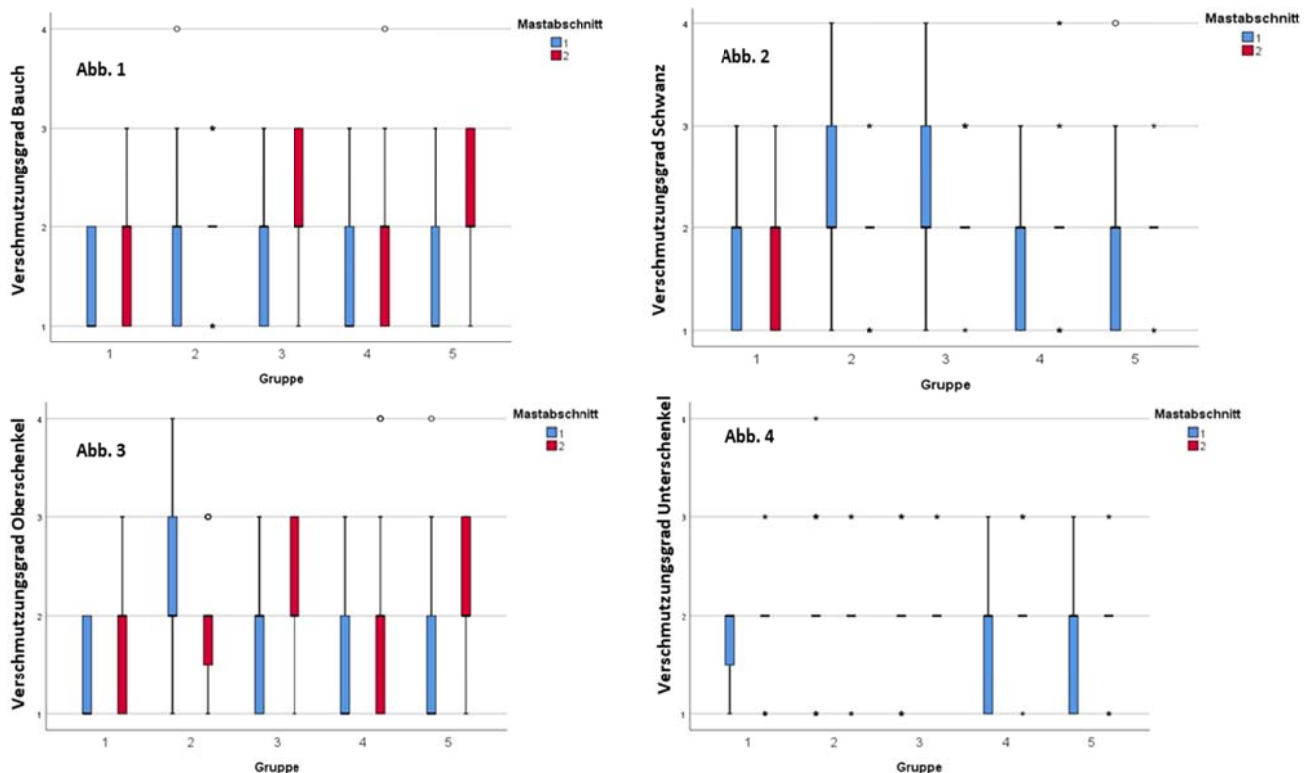 Abb. 1
Verschmutzungsgrad Bauch
4
3
2
1
1 2 3 4 5
Gruppe
Mastabschnitt
1
2
Abb. 2
Verschmutzungsgrad Schwanz
4
3
2
1
1 2 3 4 5
Gruppe
Mastabschnitt
1
2
Abb. 3
Verschmutzungsgrad Oberschenkel
4
3
2
1
1 2 3 4 5
Gruppe
Mastabschnitt
1
2
Abb. 4
Verschmutzungsgrad Unterschenkel
4
3
2
1
1 2 3 4 5
Gruppe
Mastabschnitt
1
2